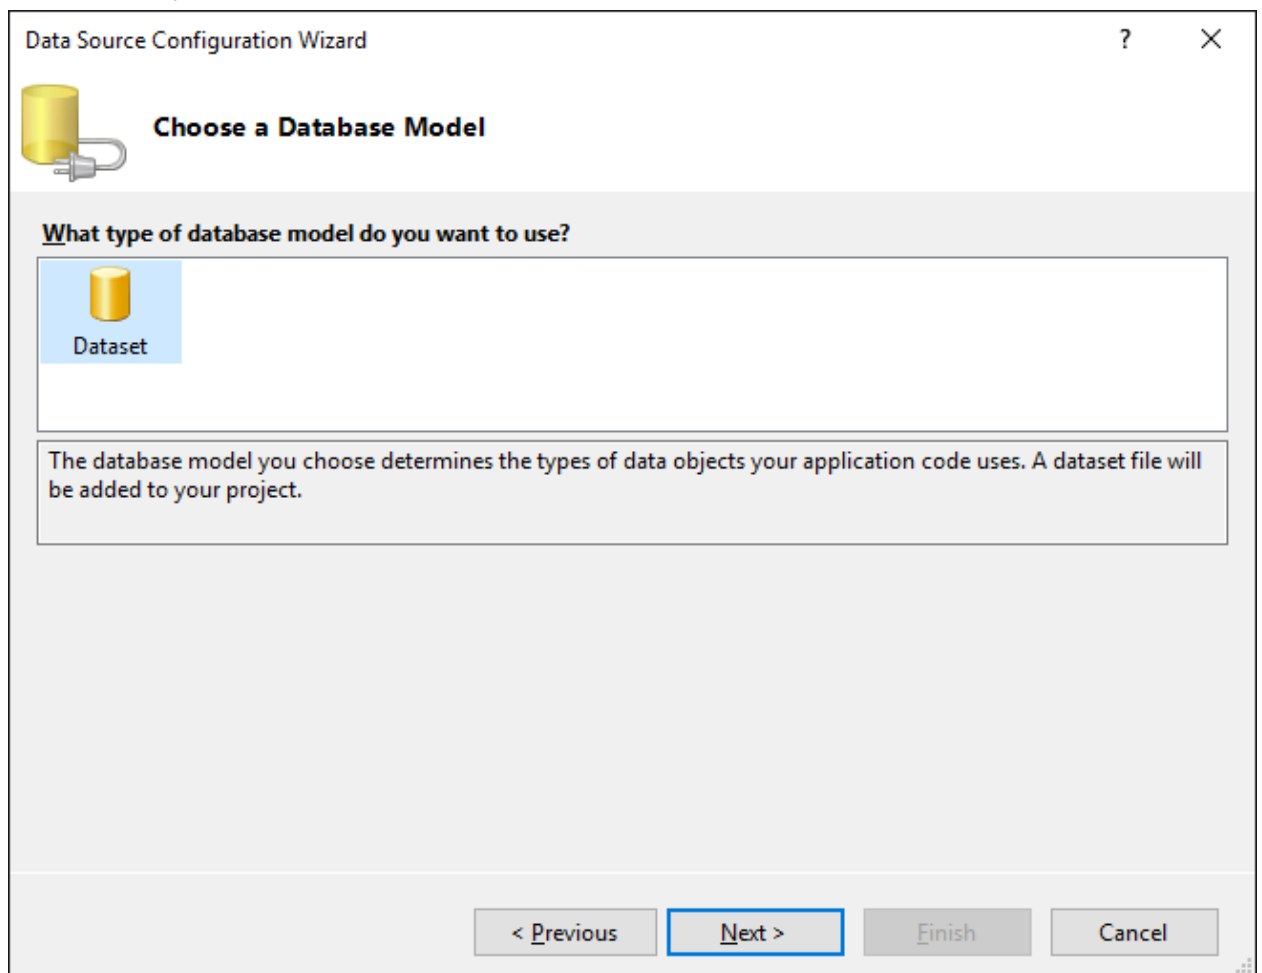 Data Source Configuration Wizard
?
Choose a Database Model
What type of database model do you want to use?
Dataset
The database model you choose determines the types of data objects your application code uses. A dataset file will
be added to your project.
< Previous
Next >
Finish
Cancel